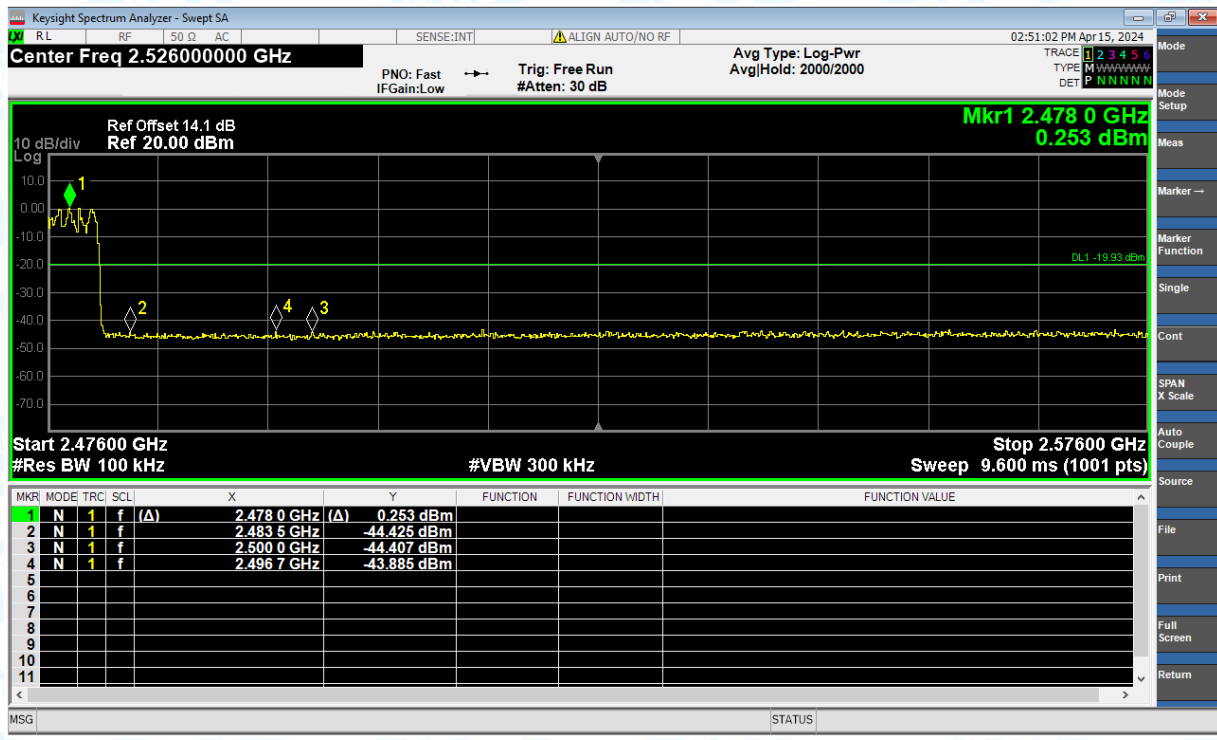 Keysight Spectrum Analyzer - Swept SA
LXI RL RF 50 Ω AC SENSE:INT ALIGN AUTO/NO RF 02:51:02 PM Apr 15, 2024
Center Freq 2.526000000 GHz
PNO: Fast
IFGain:Low
Trig: Free Run
#Atten: 30 dB
Avg Type: Log-Pwr
Avg|Hold: 2000/2000
TRACE 1 2 3 4 5 6
TYPE M W W W W W
DET P N N N N N
Ref Offset 14.1 dB
10 dB/div Ref 20.00 dBm
Log
Mkr1 2.478 0 GHz
0.253 dBm
10.0
0.00
-10.0
-20.0
-30.0
-40.0
-50.0
-60.0
-70.0
1
2
4
3
DL1 -19.93 dBm
Start 2.47600 GHz Stop 2.57600 GHz
#Res BW 100 kHz #VBW 300 kHz Sweep 9.600 ms (1001 pts)
MKR MODE TRC SCL X Y FUNCTION FUNCTION WIDTH FUNCTION VALUE
1 N 1 f (Δ) 2.478 0 GHz (Δ) 0.253 dBm
2 N 1 f 2.483 5 GHz -44.425 dBm
3 N 1 f 2.500 0 GHz -44.407 dBm
4 N 1 f 2.496 7 GHz -43.885 dBm
5
6
7
8
9
10
11
MSG STATUS
Mode
Mode
Setup
Meas
Marker →
Marker
Function
Single
Cont
SPAN
X Scale
Auto
Couple
Source
File
Print
Full
Screen
Return